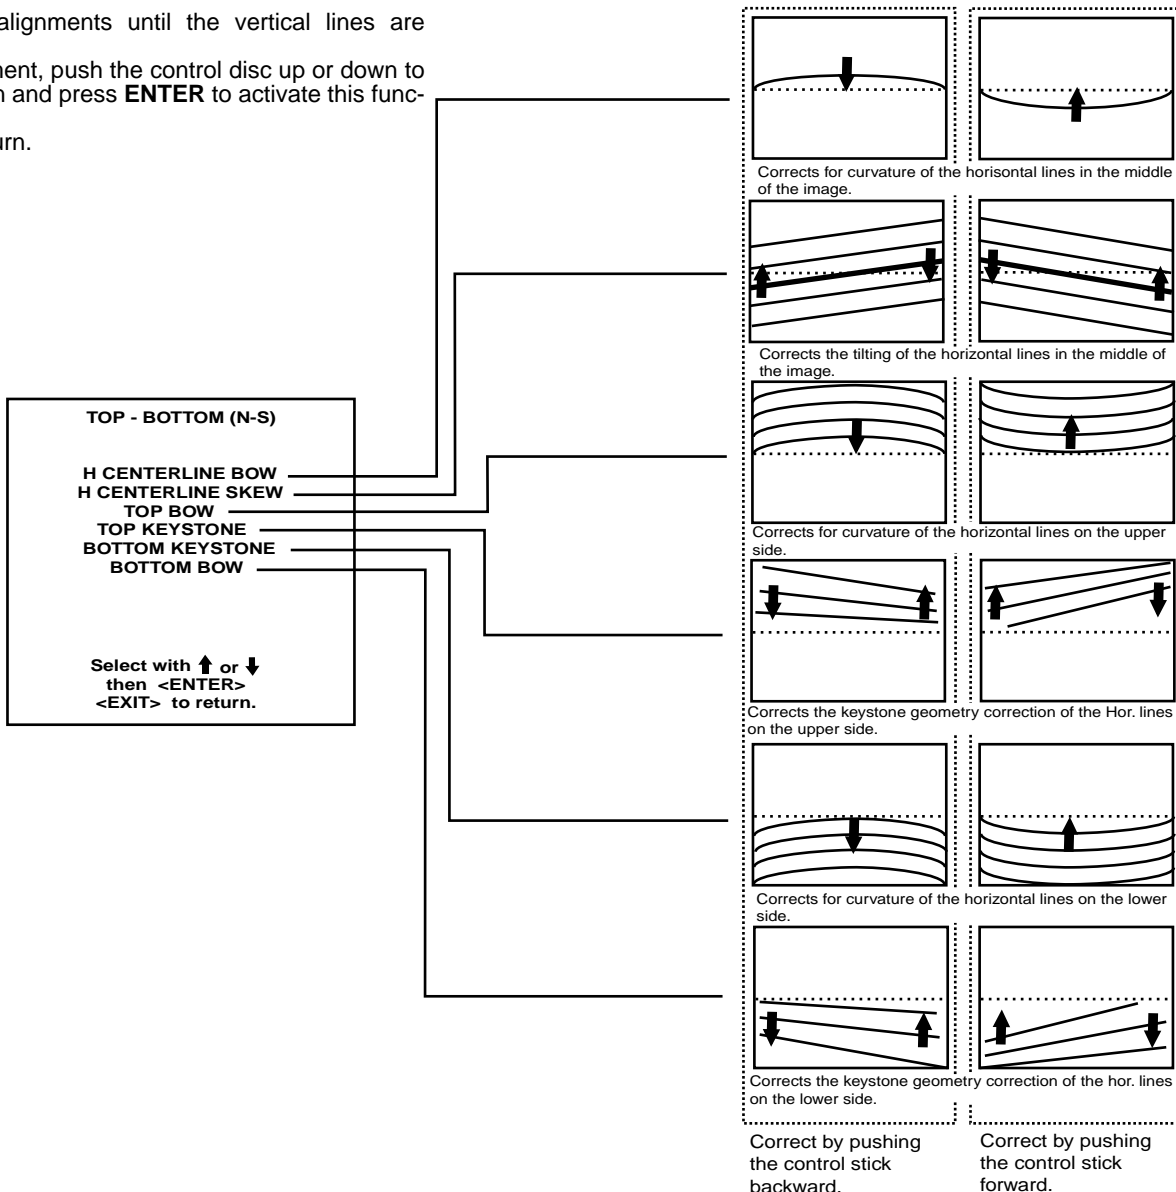 alignments until the vertical lines are
ent, push the control disc up or down to
and press ENTER to activate this func-
urn.
TOP - BOTTOM (N-S)
H CENTERLINE BOW
H CENTERLINE SKEW
TOP BOW
TOP KEYSTONE
BOTTOM KEYSTONE
BOTTOM BOW
Select with ⬆ or ⬇
then <ENTER>
<EXIT> to return.
Corrects for curvature of the horisontal lines in the middle
of the image.
Corrects the tilting of the horizontal lines in the middle of
the image.
Corrects for curvature of the horizontal lines on the upper
side.
Corrects the keystone geometry correction of the Hor. lines
on the upper side.
Corrects for curvature of the horizontal lines on the lower
side.
Corrects the keystone geometry correction of the hor. lines
on the lower side.
Correct by pushing
the control stick
backward.
Correct by pushing
the control stick
forward.